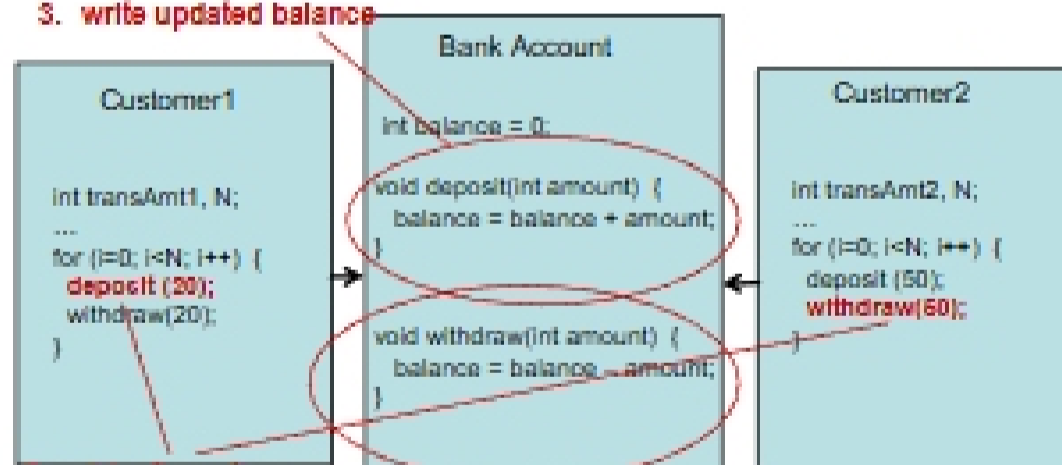 3. write updated balance
Customer1
int transAmt1, N;
....
for (i=0; i<N; i++) {
deposit (20);
withdraw(20);
}
Bank Account
int balance = 0;
void deposit(int amount) {
balance = balance + amount;
}
void withdraw(int amount) {
balance = balance - amount;
}
Customer2
int transAmt2, N;
....
for (i=0; i<N; i++) {
deposit (50);
}